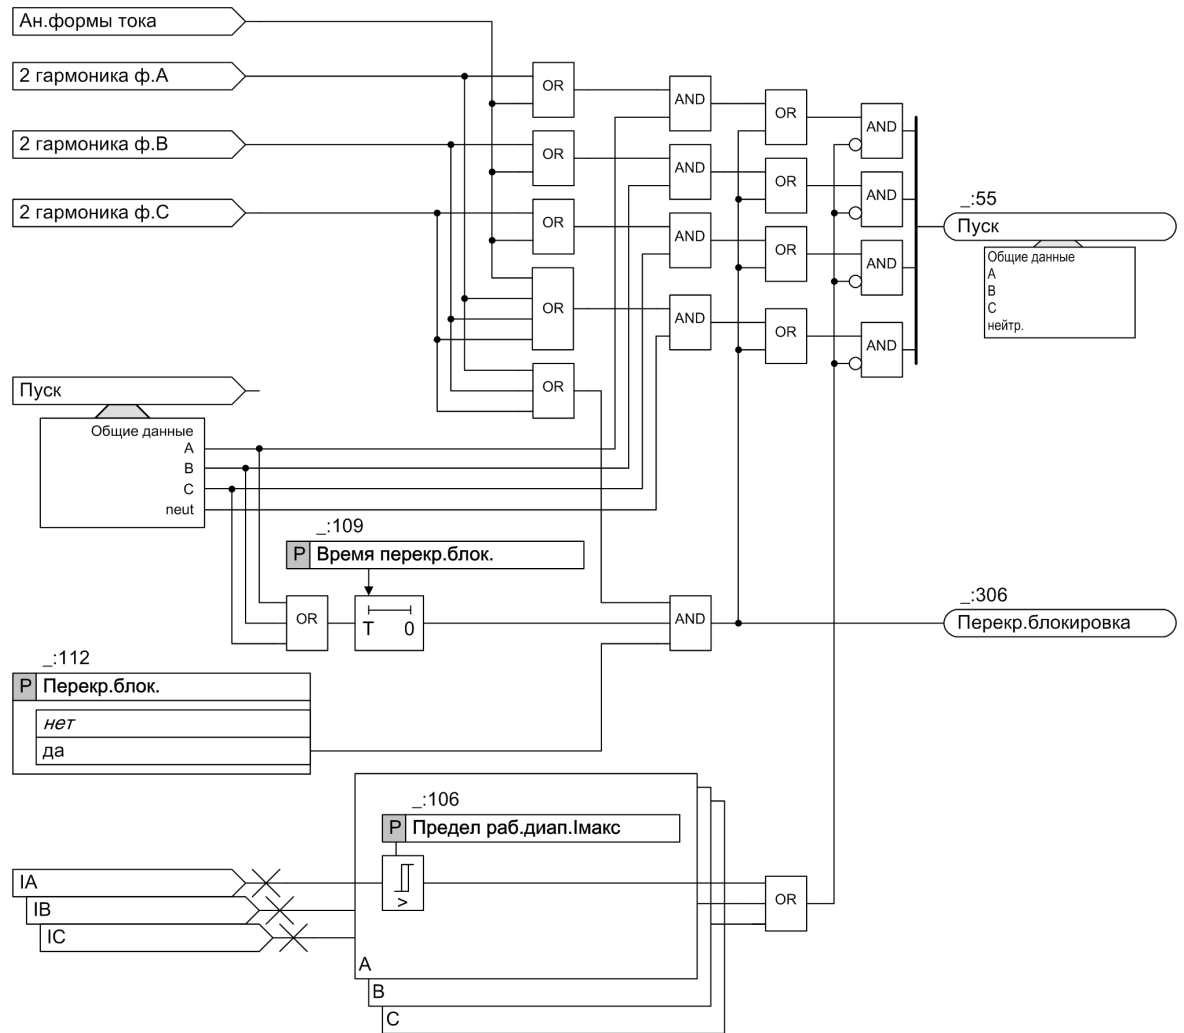 Ан.формы тока
2 гармоника ф.A
OR
AND
OR
AND
2 гармоника ф.B
OR
AND
OR
AND
_:55
2 гармоника ф.C
OR
AND
OR
AND
Пуск
Общие данные
A
B
C
нейтр.
OR
AND
OR
AND
Пуск
OR
Общие данные
A
B
C
neut
_:109
P Время перекр.блок.
OR
T 0
AND
_:306
Перекр.блокировка
_:112
P Перекр.блок.
нет
да
_:106
P Предел раб.диап.Iмакс
>
IA
IB
IC
OR
A
B
C